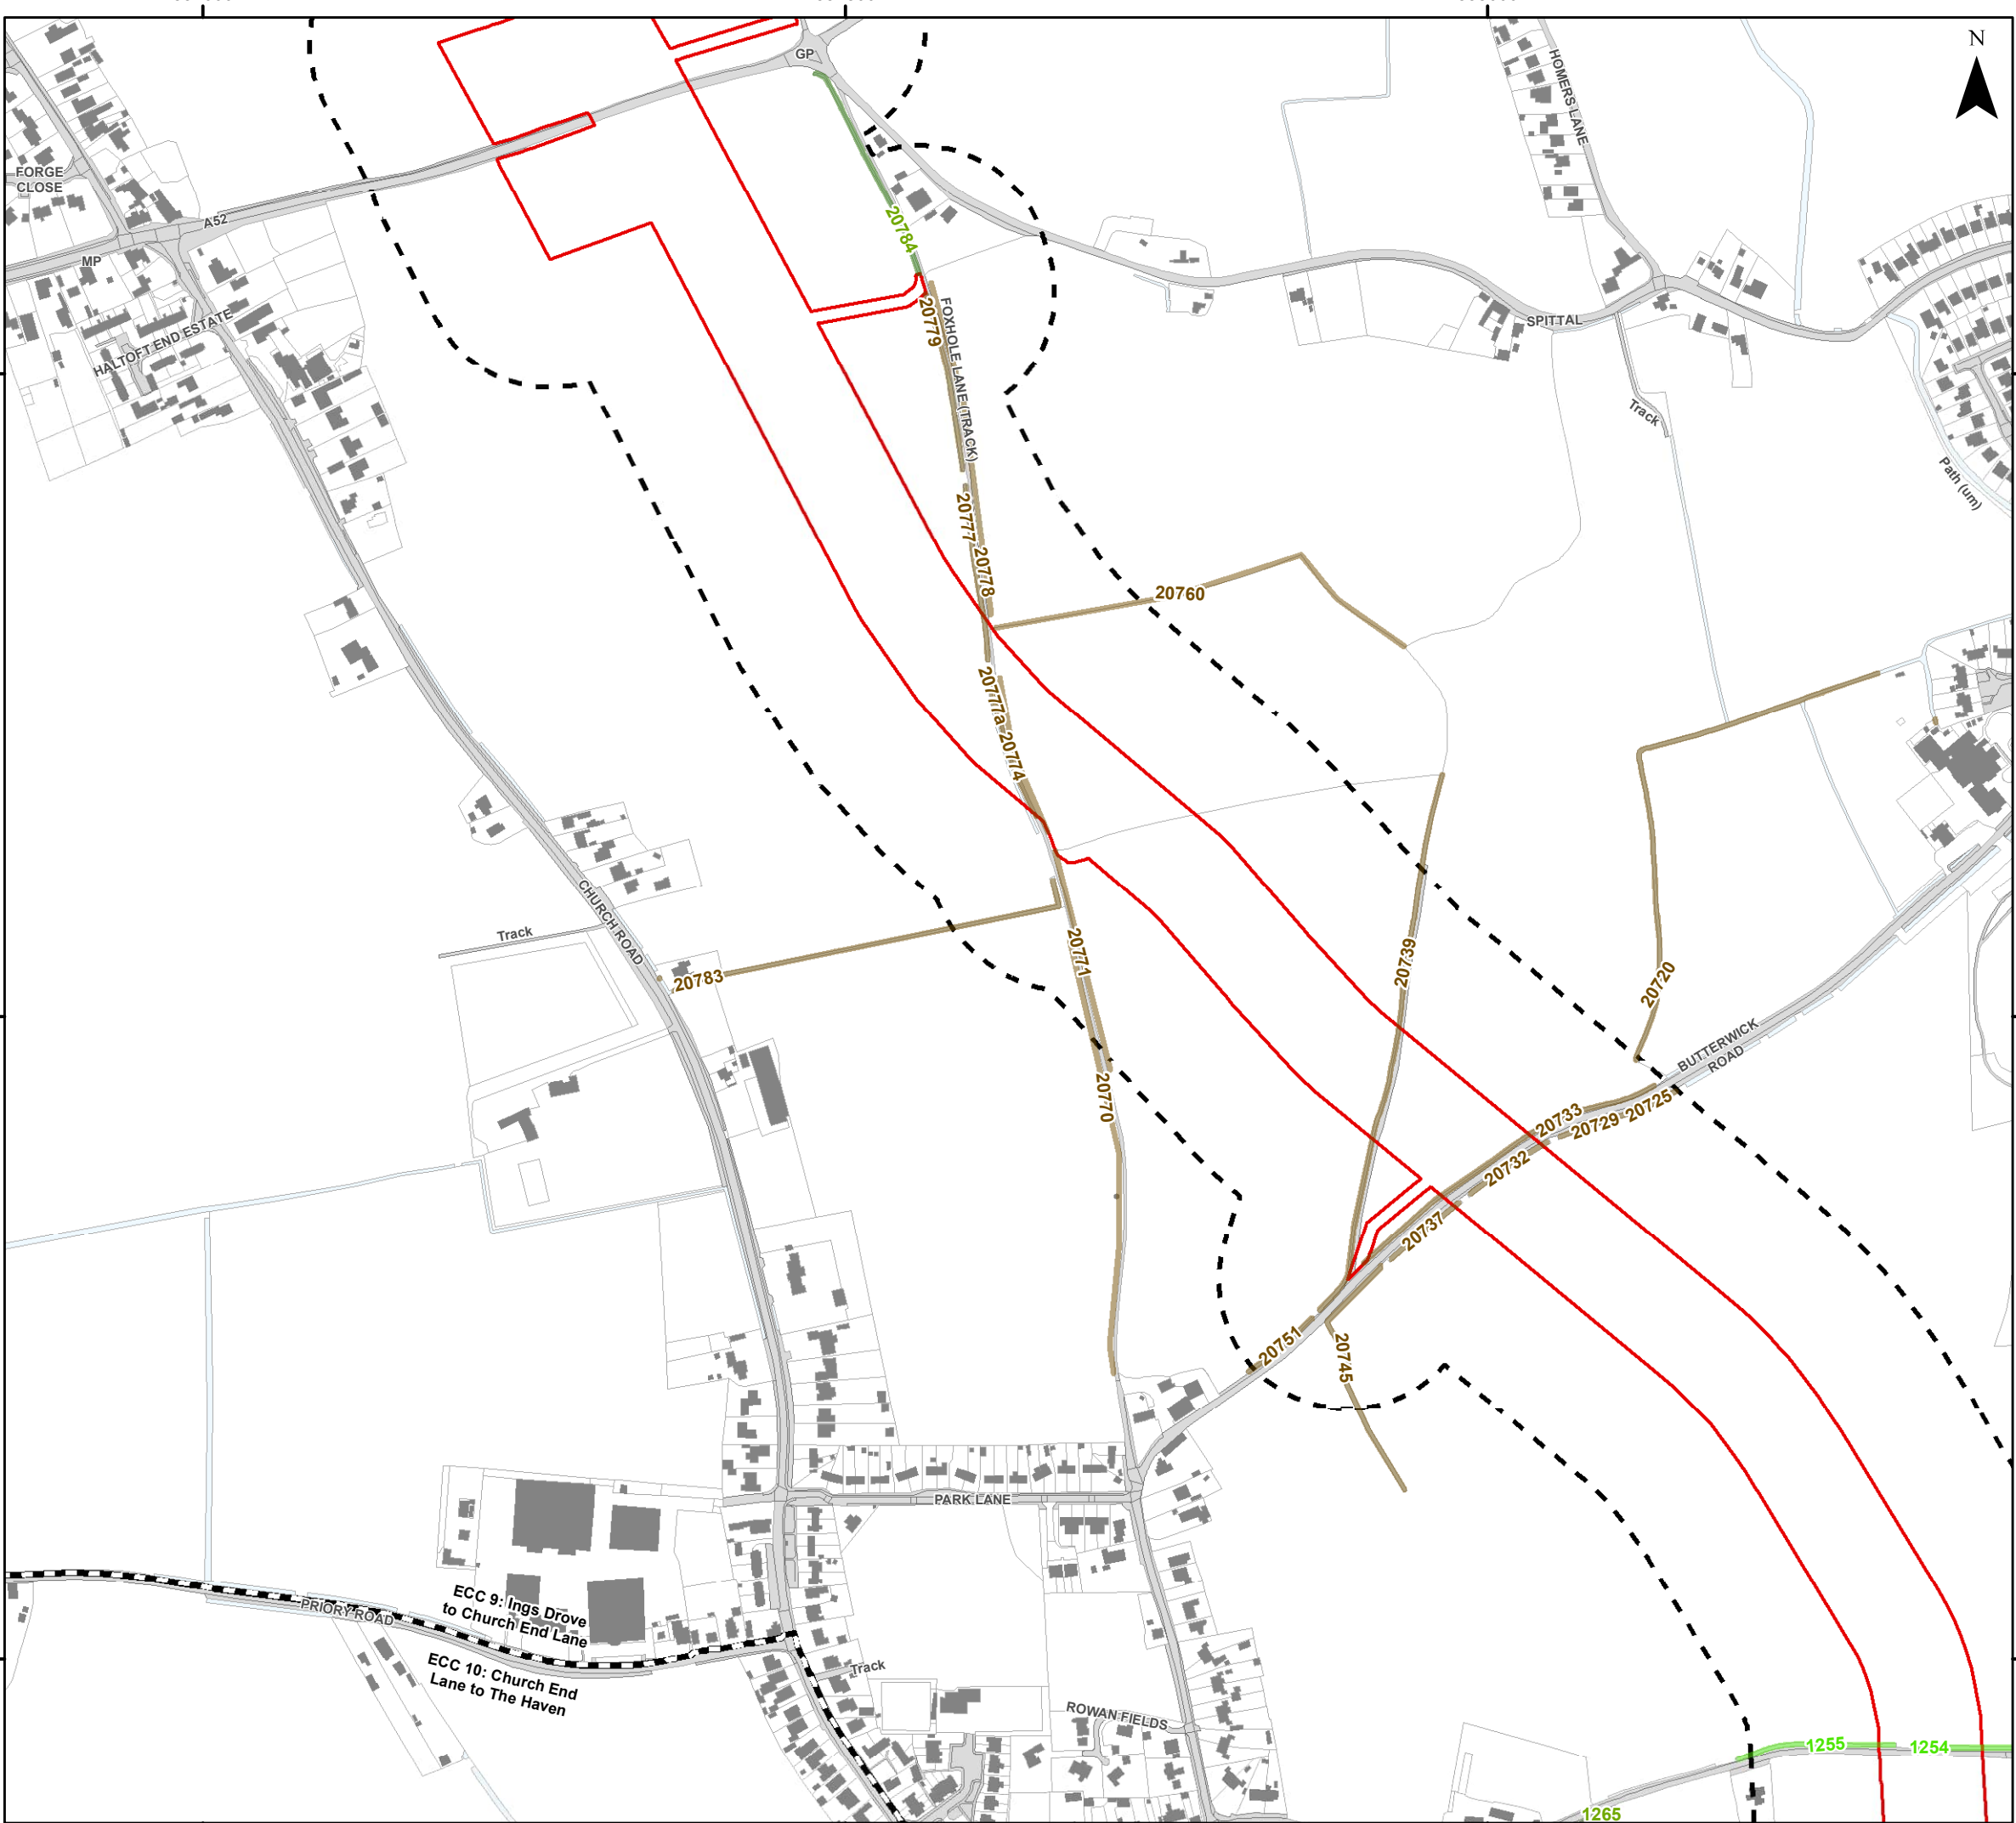 N
GP
HOMERS LANE
FORGE
CLOSE
A52
MP
20784
HALTOFT END ESTATE
20779
FOXHOLE LANE (TRACK)
SPITTAL
Track
Path (um)
20777
20778
20760
20777a
20774
CHURCH ROAD
Track
20783
20771
20739
20720
BUTTERWICK
ROAD
20770
20733
20729
20725
20732
20737
20751
20745
PARK LANE
PRIORY ROAD
ECC 9: Ings Drove
to Church End Lane
ECC 10: Church End
Lane to The Haven
Track
ROWAN FIELDS
1255
1254
1265